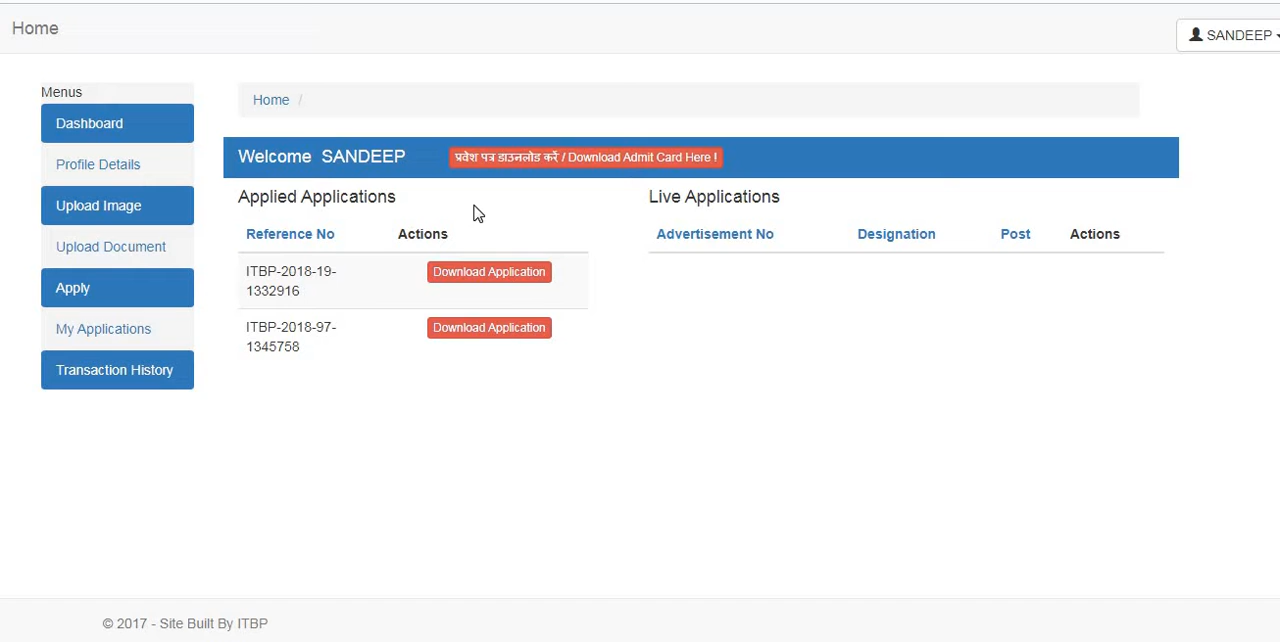 Home
SANDEEP
Menus
Dashboard
Profile Details
Upload Image
Upload Document
Apply
My Applications
Transaction History
Home /
Welcome SANDEEP
प्रवेश पत्र डाउनलोड करें / Download Admit Card Here !
Applied Applications
Reference No Actions
ITBP-2018-19-
1332916
Download Application
ITBP-2018-97-
1345758
Download Application
Live Applications
Advertisement No Designation Post Actions
© 2017 - Site Built By ITBP